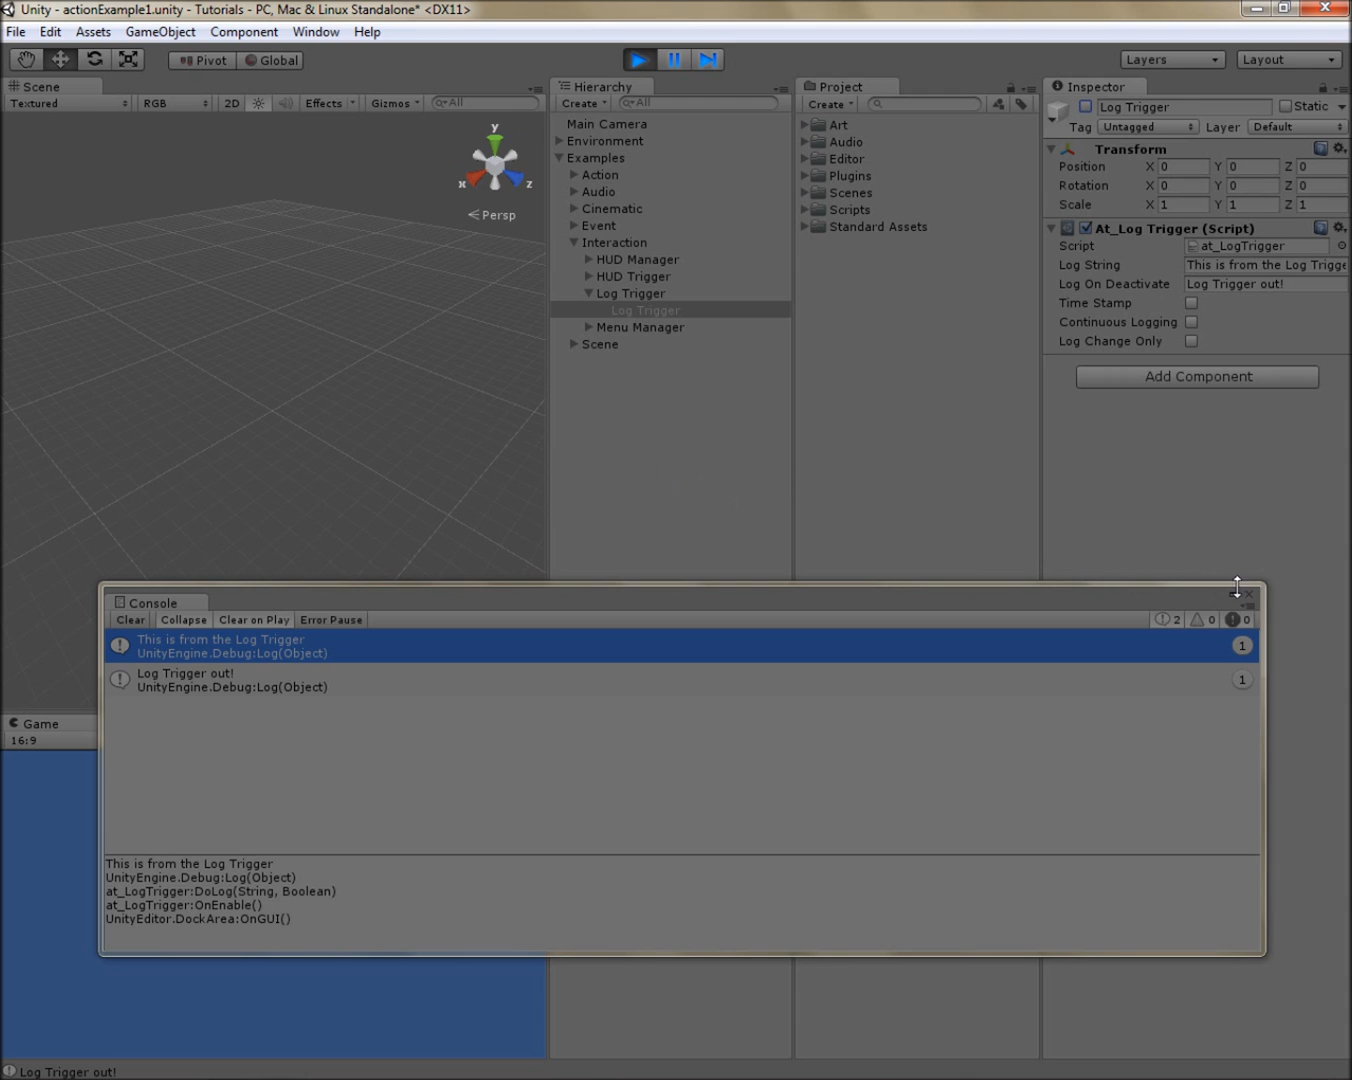 Unity - actionExample1.unity - Tutorials - PC, Mac & Linux Standalone* <DX11>
File Edit Assets GameObject Component Window Help
Pivot Global Layers Layout
Scene
Textured RGB 2D Effects Gizmos All
y
x z
Persp
Hierarchy
Create All
Main Camera
Environment
Examples
Action
Audio
Cinematic
Event
Interaction
HUD Manager
HUD Trigger
Log Trigger
Log Trigger
Menu Manager
Scene
Project
Create
Art
Audio
Editor
Plugins
Scenes
Scripts
Standard Assets
Inspector
Log Trigger Static
Tag Untagged Layer Default
Transform
Position X 0 Y 0 Z 0
Rotation X 0 Y 0 Z 0
Scale X 1 Y 1 Z 1
At_Log Trigger (Script)
Script at_LogTrigger
Log String This is from the Log Trigge
Log On Deactivate Log Trigger out!
Time Stamp
Continuous Logging
Log Change Only
Add Component
Console
Clear Collapse Clear on Play Error Pause 2 0 0
This is from the Log Trigger
UnityEngine.Debug:Log(Object) 1
Log Trigger out!
UnityEngine.Debug:Log(Object) 1
This is from the Log Trigger
UnityEngine.Debug:Log(Object)
at_LogTrigger:DoLog(String, Boolean)
at_LogTrigger:OnEnable()
UnityEditor.DockArea:OnGUI()
Game
16:9
Log Trigger out!